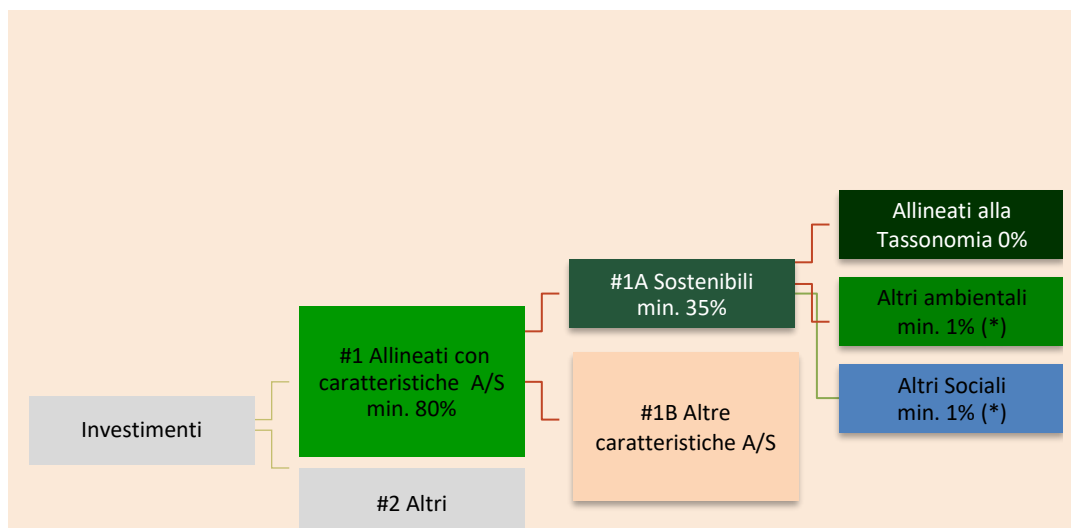 Investimenti
#1 Allineati con
caratteristiche A/S
min. 80%
#2 Altri
#1A Sostenibili
min. 35%
#1B Altre
caratteristiche A/S
Allineati alla
Tassonomia 0%
Altri ambientali
min. 1% (*)
Altri Sociali
min. 1% (*)